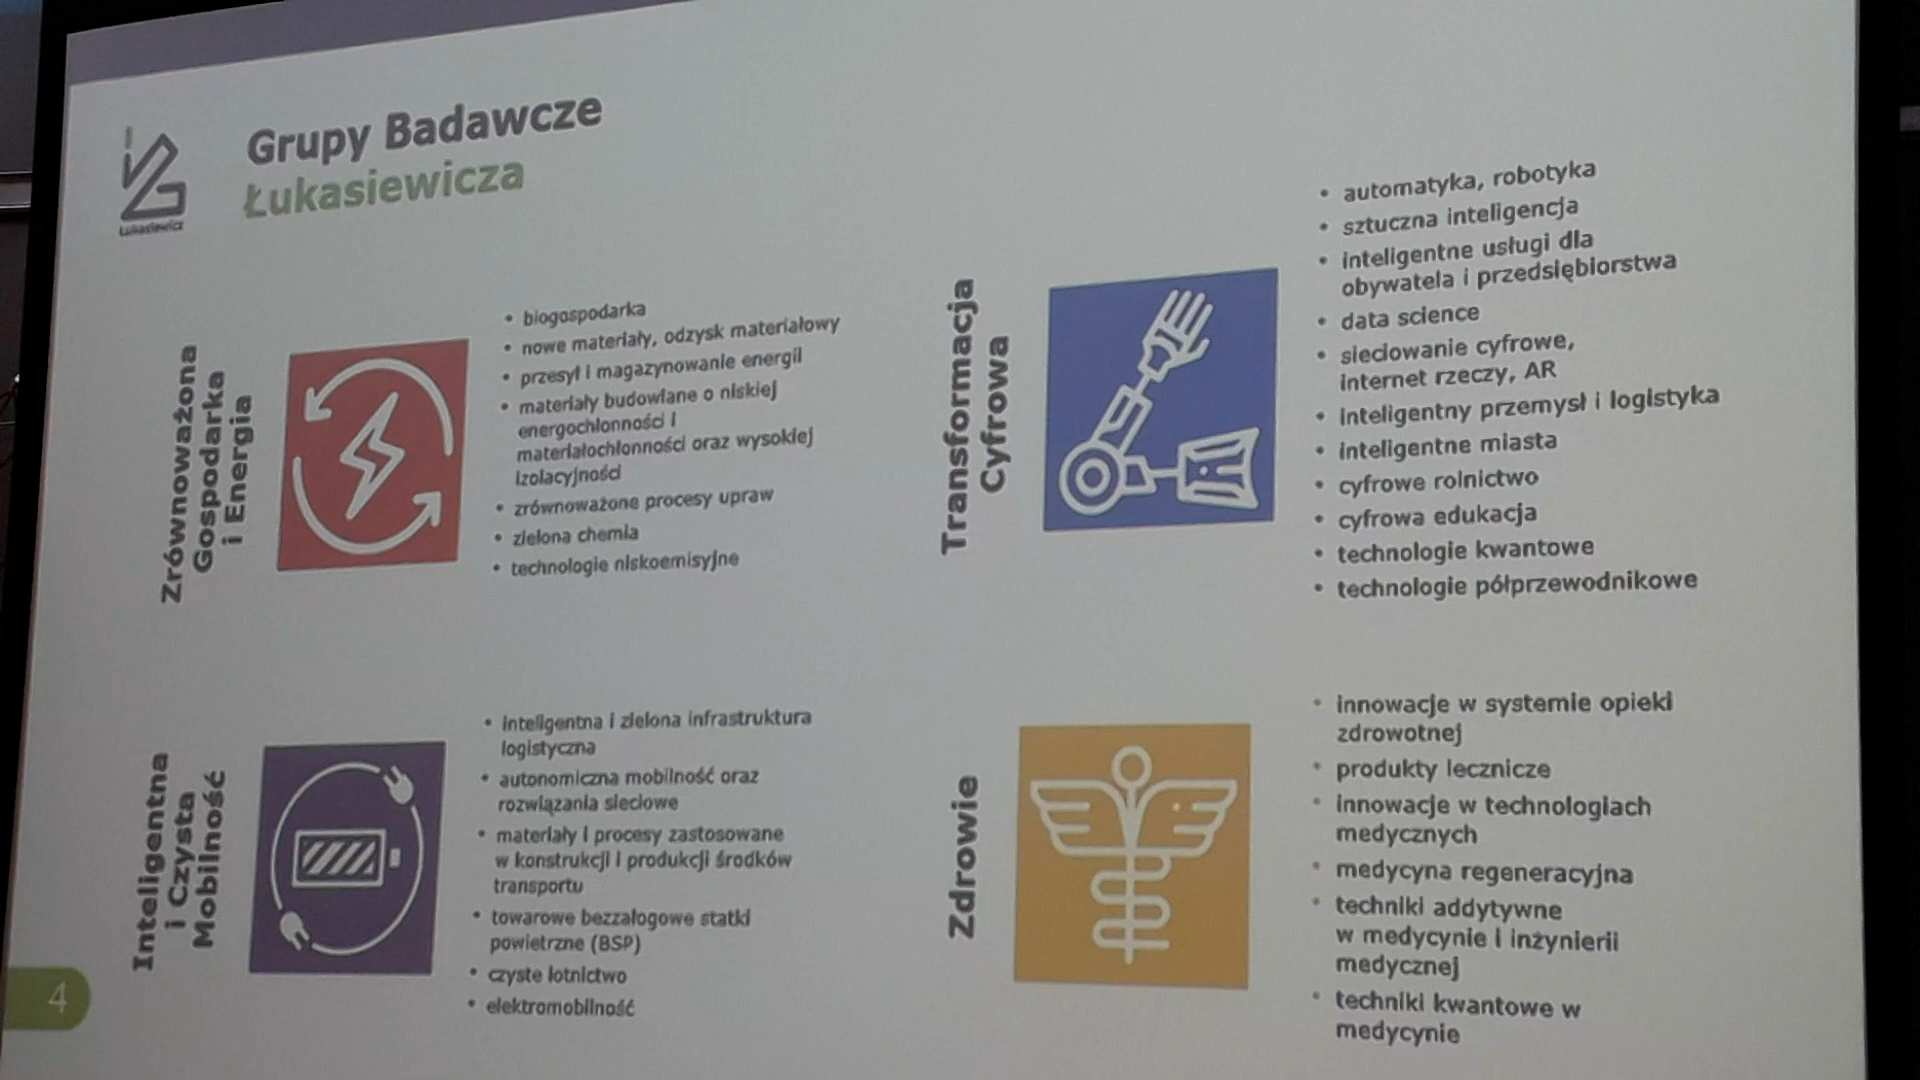 Łukasiewicz
Grupy Badawcze
Łukasiewicza
Zrównoważona
Gospodarka
i Energia
• biogospodarka
• nowe materiały, odzysk materiałowy
• przesył i magazynowanie energii
• materiały budowlane o niskiej
energochłonności i
materiałochłonności oraz wysokiej
izolacyjności
• zrównoważone procesy upraw
• zielona chemia
• technologie niskoemisyjne
Transformacja
Cyfrowa
• automatyka, robotyka
• sztuczna inteligencja
• inteligentne usługi dla
obywatela i przedsiębiorstwa
• data science
• sieciowanie cyfrowe,
internet rzeczy, AR
• inteligentny przemysł i logistyka
• inteligentne miasta
• cyfrowe rolnictwo
• cyfrowa edukacja
• technologie kwantowe
• technologie półprzewodnikowe
Inteligentna
i Czysta
Mobilność
• inteligentna i zielona infrastruktura
logistyczna
• autonomiczna mobilność oraz
rozwiązania sieciowe
• materiały i procesy zastosowane
w konstrukcji i produkcji środków
transportu
• towarowe bezzałogowe statki
powietrzne (BSP)
• czyste lotnictwo
• elektromobilność
Zdrowie
• innowacje w systemie opieki
zdrowotnej
• produkty lecznicze
• innowacje w technologiach
medycznych
• medycyna regeneracyjna
• techniki addytywne
w medycynie i inżynierii
medycznej
• techniki kwantowe w
medycynie
4